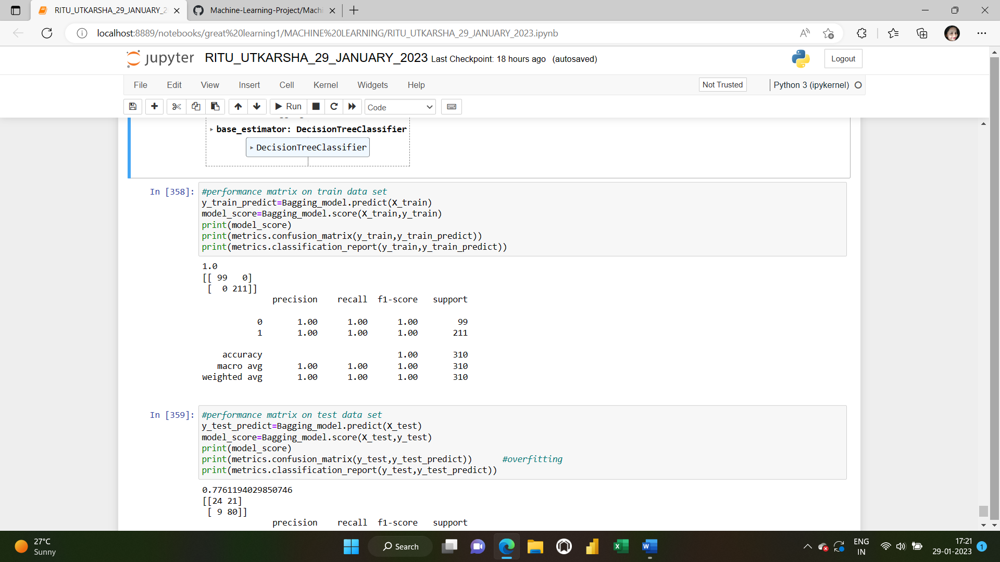 RITU_UTKARSHA_29_JANUARY_2
Machine-Learning-Project/Machi
localhost:8889/notebooks/great%20learning1/MACHINE%20LEARNING/RITU_UTKARSHA_29_JANUARY_2023.ipynb
jupyter RITU_UTKARSHA_29_JANUARY_2023 Last Checkpoint: 18 hours ago (autosaved)
Logout
File Edit View Insert Cell Kernel Widgets Help
Not Trusted
Python 3 (ipykernel)
Run
Code
base_estimator: DecisionTreeClassifier
DecisionTreeClassifier
In [358]: #performance matrix on train data set
y_train_predict=Bagging_model.predict(X_train)
model_score=Bagging_model.score(X_train,y_train)
print(model_score)
print(metrics.confusion_matrix(y_train,y_train_predict))
print(metrics.classification_report(y_train,y_train_predict))
1.0
[[ 99   0]
 [  0 211]]
precision recall f1-score support
0 1.00 1.00 1.00 99
1 1.00 1.00 1.00 211
accuracy 1.00 310
macro avg 1.00 1.00 1.00 310
weighted avg 1.00 1.00 1.00 310
In [359]: #performance matrix on test data set
y_test_predict=Bagging_model.predict(X_test)
model_score=Bagging_model.score(X_test,y_test)
print(model_score)
print(metrics.confusion_matrix(y_test,y_test_predict))      #overfitting
print(metrics.classification_report(y_test,y_test_predict))
0.7761194029850746
[[24 21]
 [ 9 80]]
precision recall f1-score support
27°C
Sunny
Search
ENG
IN
17:21
29-01-2023
1